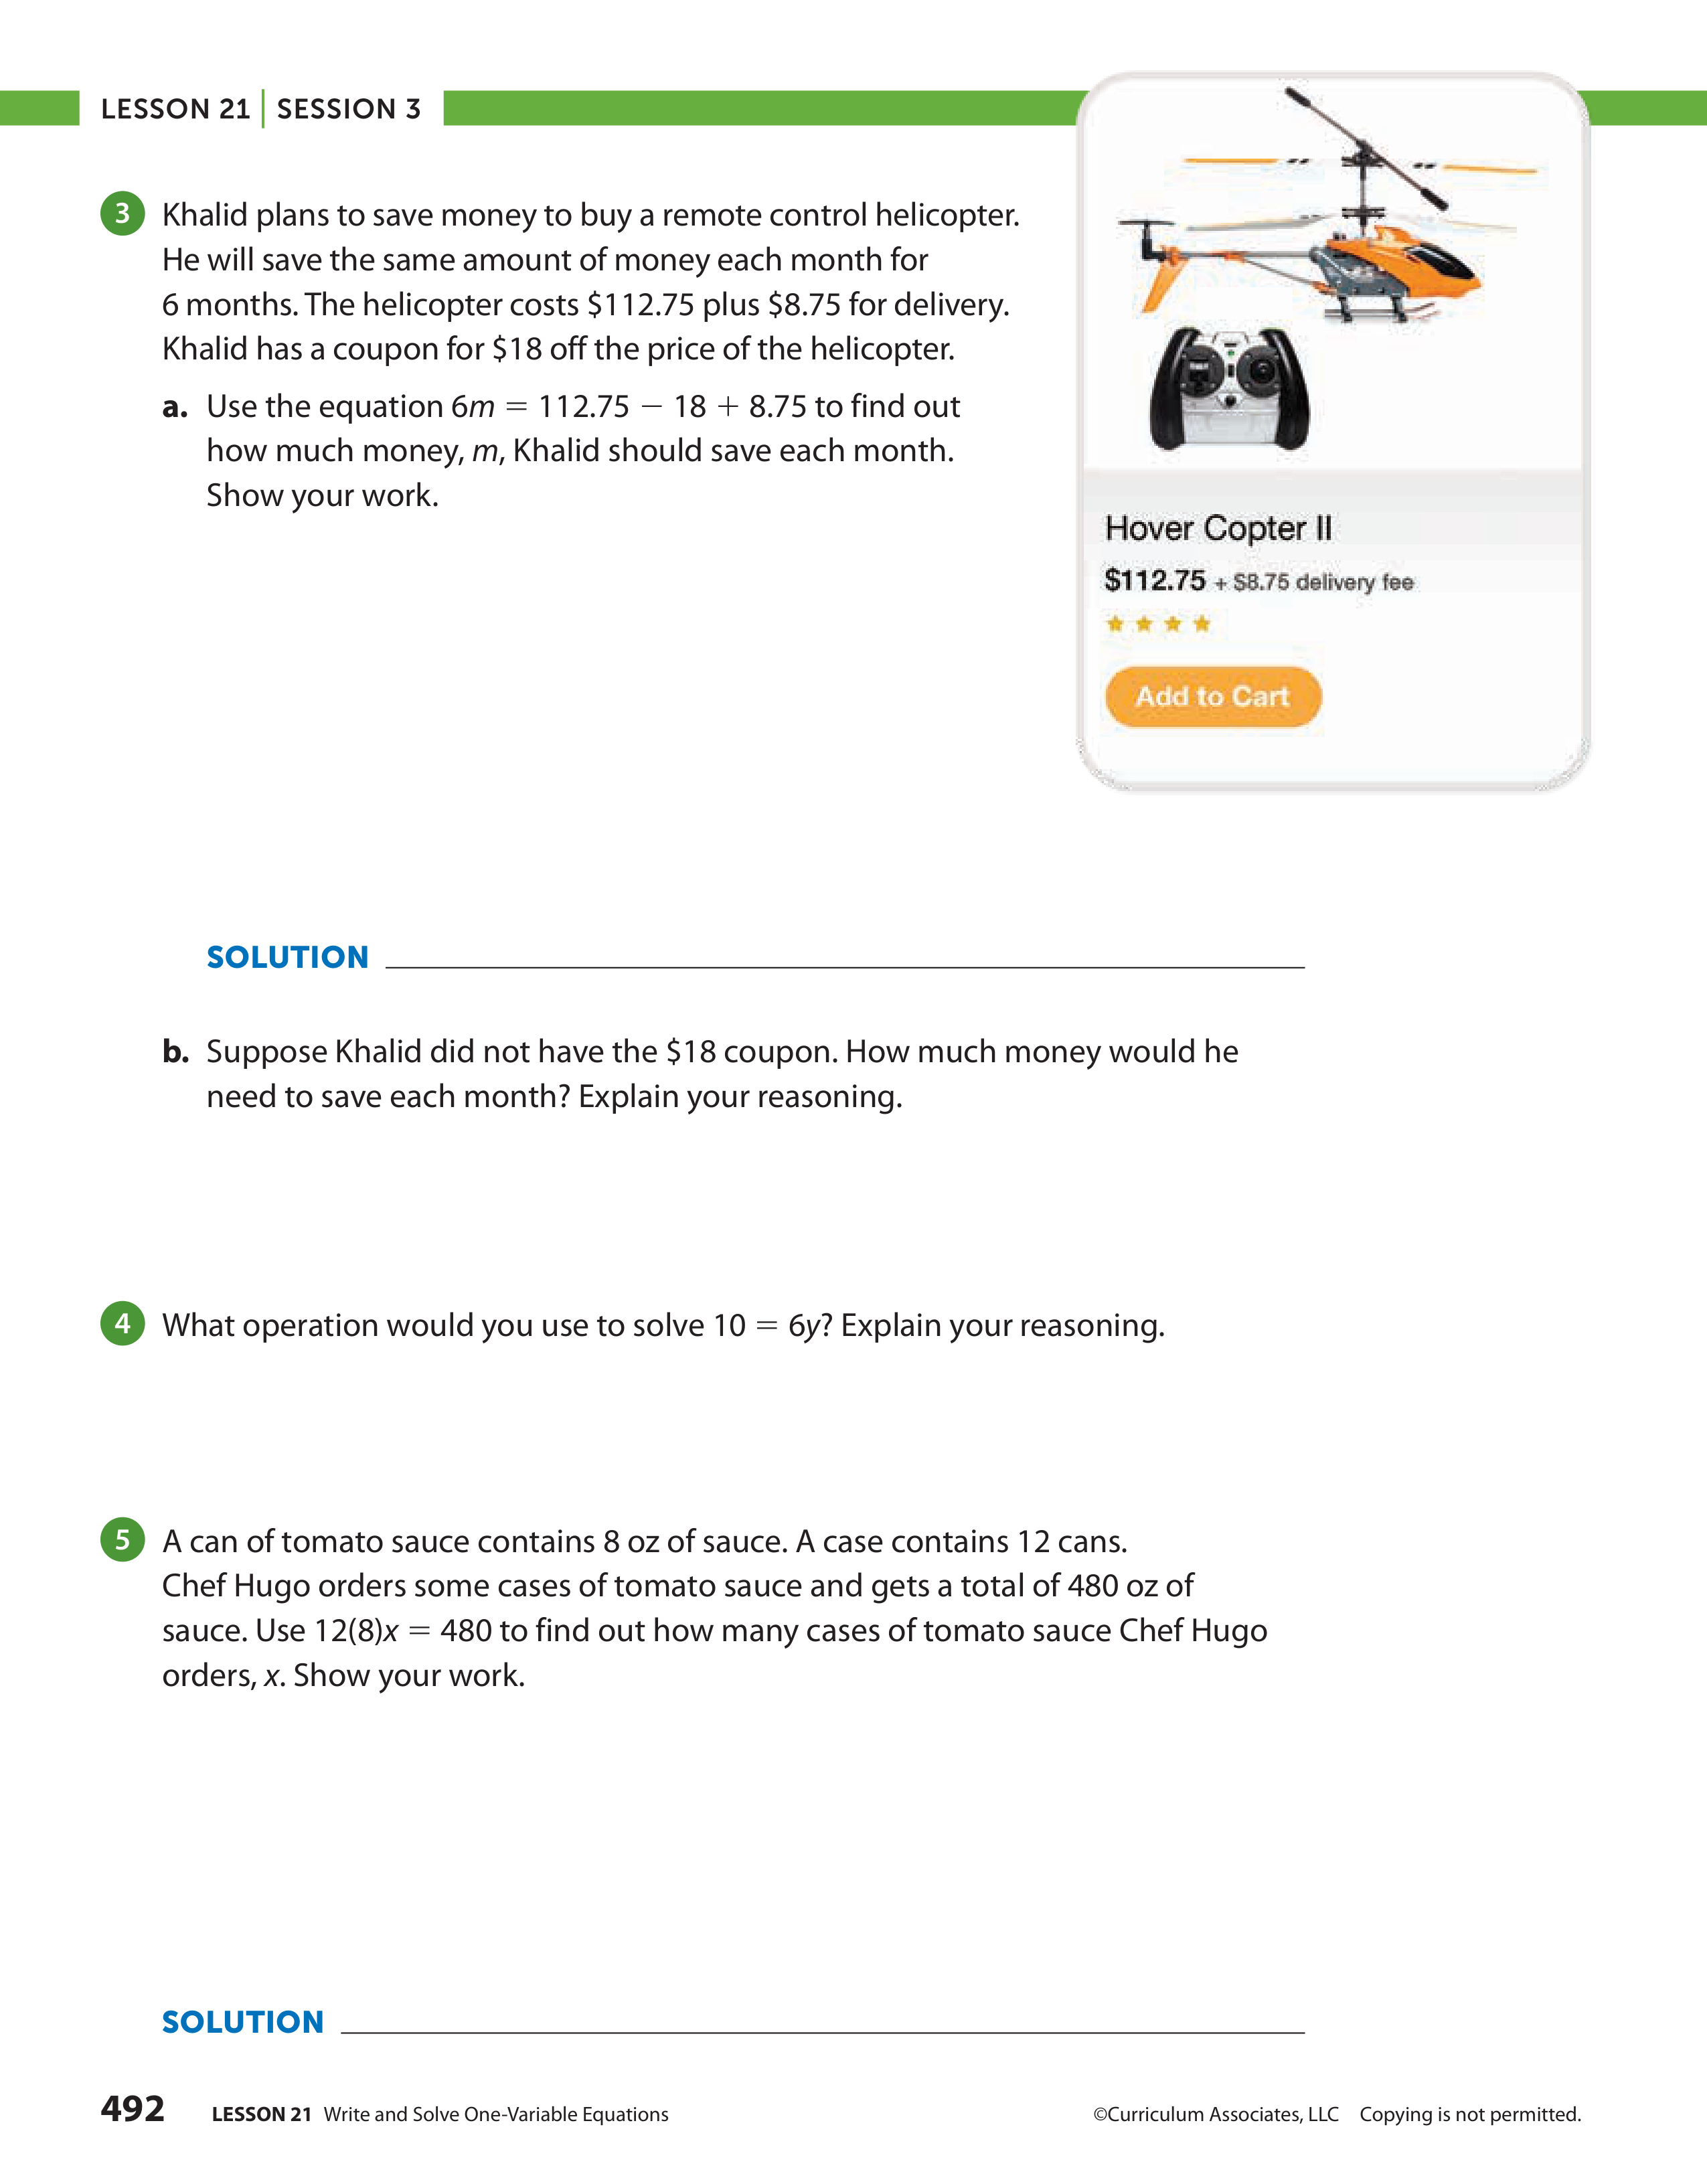 LESSON 21 | SESSION 3
3 Khalid plans to save money to buy a remote control helicopter.
He will save the same amount of money each month for
6 months. The helicopter costs $112.75 plus $8.75 for delivery.
Khalid has a coupon for $18 off the price of the helicopter.
a. Use the equation 6m = 112.75 − 18 + 8.75 to find out
how much money, m, Khalid should save each month.
Show your work.
Hover Copter II
$112.75 + $8.75 delivery fee
Add to Cart
SOLUTION
b. Suppose Khalid did not have the $18 coupon. How much money would he
need to save each month? Explain your reasoning.
4 What operation would you use to solve 10 = 6y? Explain your reasoning.
5 A can of tomato sauce contains 8 oz of sauce. A case contains 12 cans.
Chef Hugo orders some cases of tomato sauce and gets a total of 480 oz of
sauce. Use 12(8)x = 480 to find out how many cases of tomato sauce Chef Hugo
orders, x. Show your work.
SOLUTION
492 LESSON 21 Write and Solve One-Variable Equations ©Curriculum Associates, LLC Copying is not permitted.